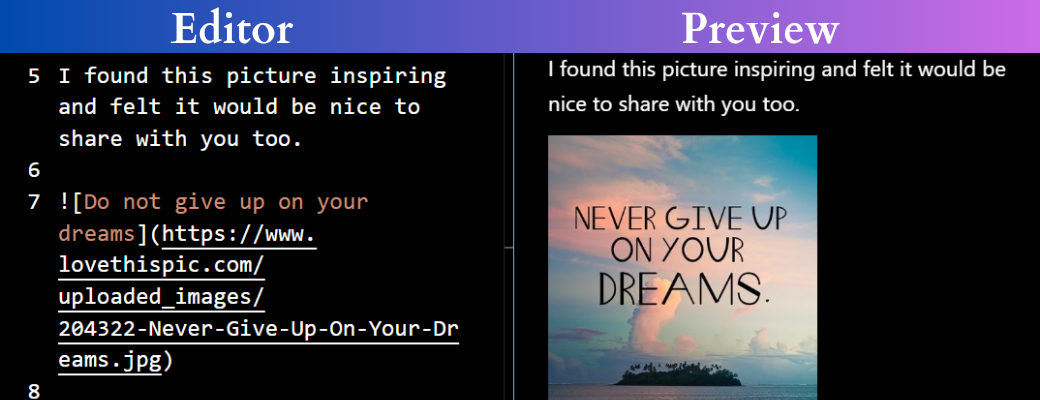 Editor
Preview
5 I found this picture inspiring
and felt it would be nice to
share with you too.
6
7 ![Do not give up on your
dreams](https://www.
lovethispic.com/
uploaded_images/
204322-Never-Give-Up-On-Your-Dr
eams.jpg)
8
I found this picture inspiring and felt it would be
nice to share with you too.
NEVER GIVE UP
ON YOUR
DREAMS.